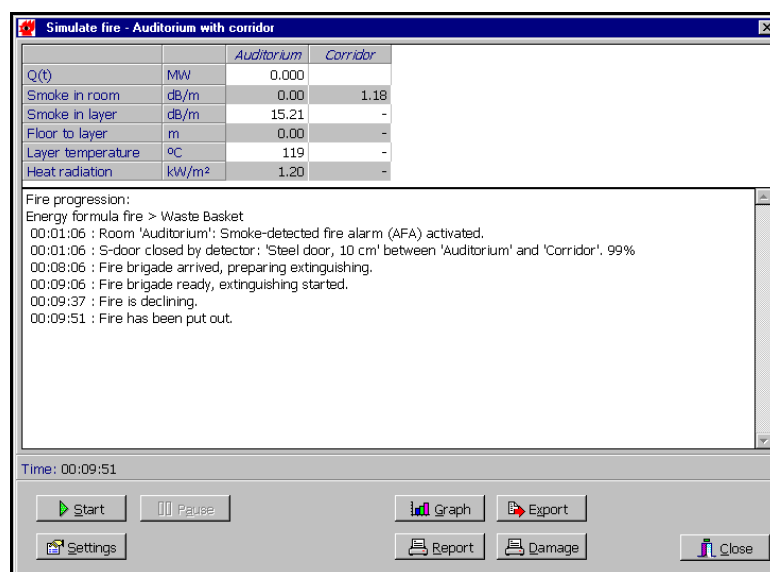 Simulate fire - Auditorium with corridor
Auditorium Corridor
Q(t) MW 0.000
Smoke in room dB/m 0.00 1.18
Smoke in layer dB/m 15.21 -
Floor to layer m 0.00 -
Layer temperature ºC 119 -
Heat radiation kW/m² 1.20 -
Fire progression:
Energy formula fire > Waste Basket
00:01:06 : Room 'Auditorium': Smoke-detected fire alarm (AFA) activated.
00:01:06 : S-door closed by detector: 'Steel door, 10 cm' between 'Auditorium' and 'Corridor'. 99%
00:08:06 : Fire brigade arrived, preparing extinguishing.
00:09:06 : Fire brigade ready, extinguishing started.
00:09:37 : Fire is declining.
00:09:51 : Fire has been put out.
Time: 00:09:51
Start Pause Graph Export
Settings Report Damage Close